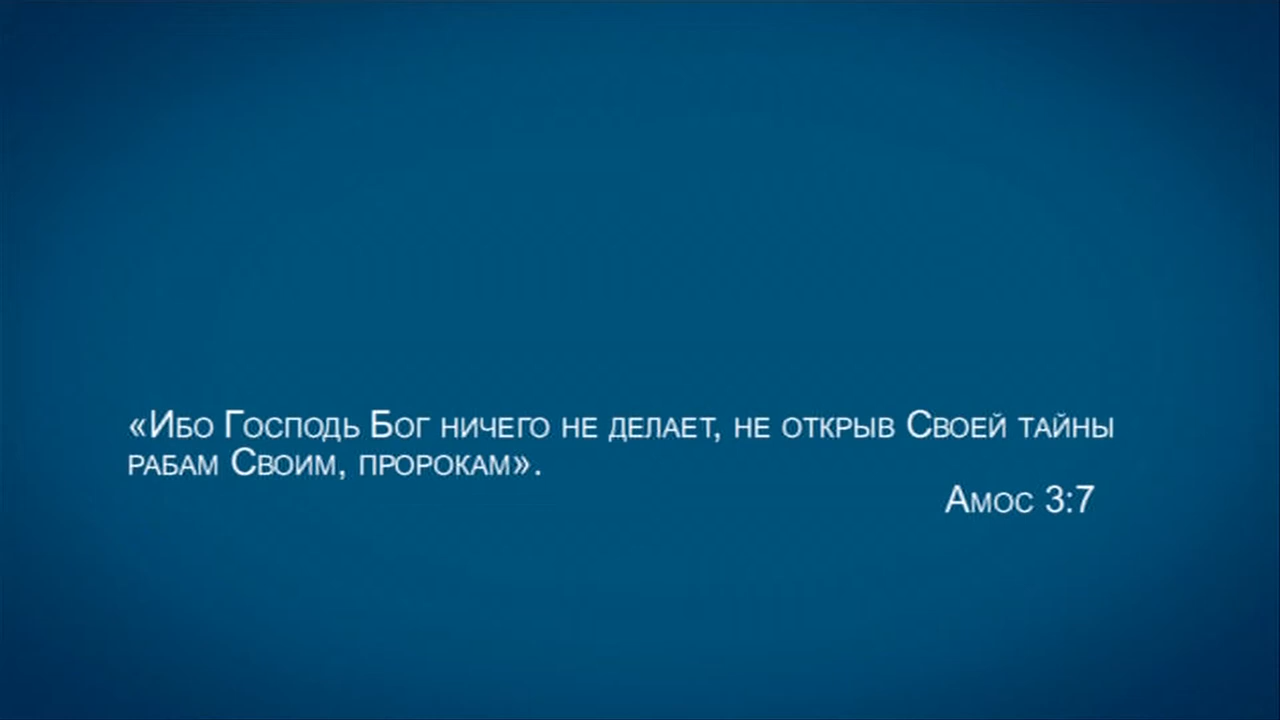 «Ибо Господь Бог ничего не делает, не открыв Своей тайны
рабам Своим, пророкам».
Амос 3:7